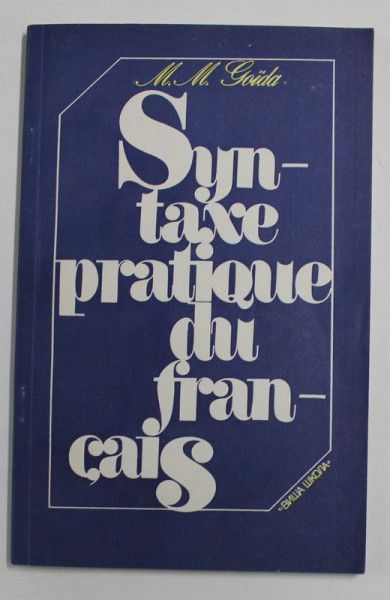 M. M. Goïda
Syn-
taxe
pratique
du
fran-
çais
"ВИЩА ШКОЛА"